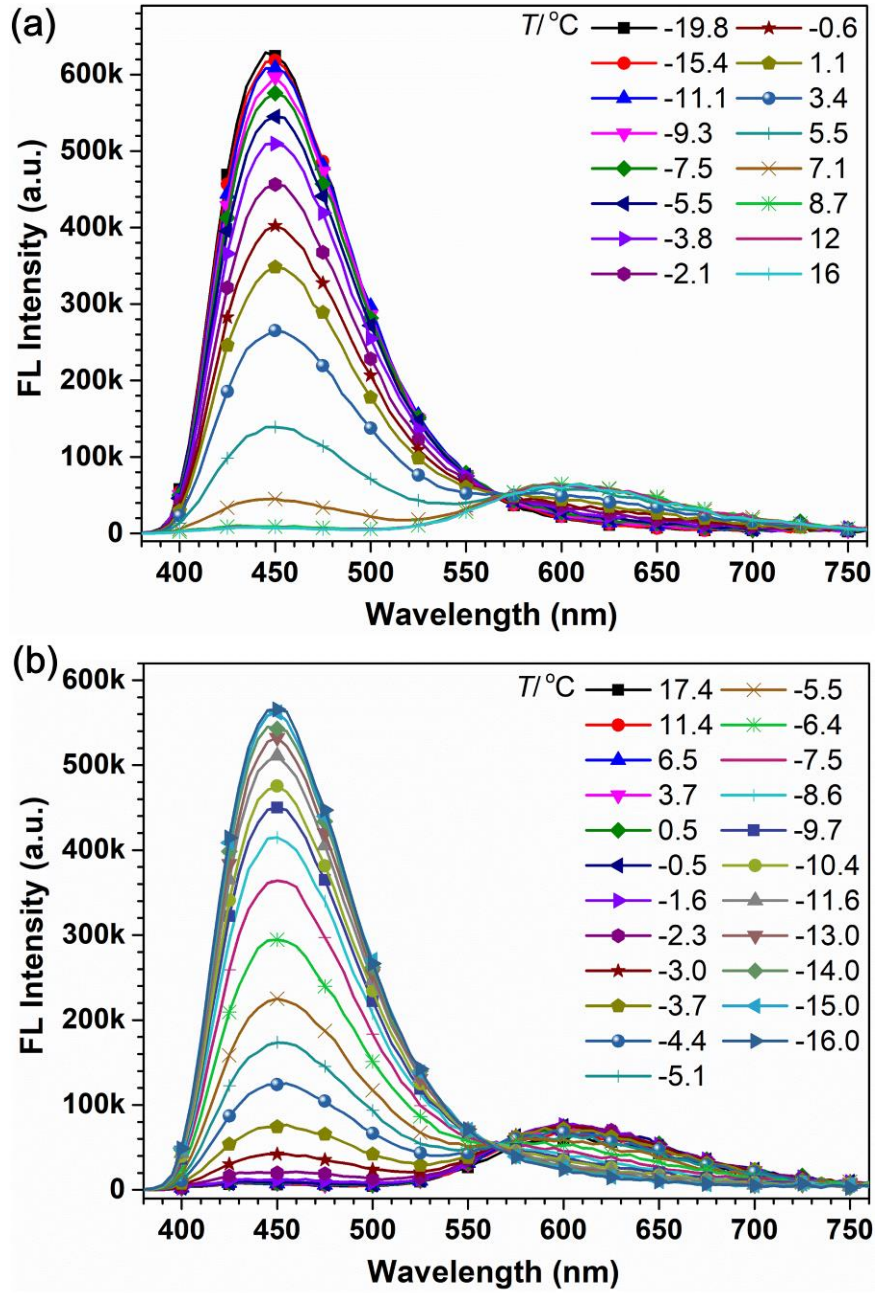 (a)
T/ °C
-19.8 -0.6
-15.4 1.1
-11.1 3.4
-9.3 5.5
-7.5 7.1
-5.5 8.7
-3.8 12
-2.1 16
600k
500k
400k
300k
200k
100k
0
FL Intensity (a.u.)
400 450 500 550 600 650 700 750
Wavelength (nm)
(b)
T/ °C
17.4 -5.5
11.4 -6.4
6.5 -7.5
3.7 -8.6
0.5 -9.7
-0.5 -10.4
-1.6 -11.6
-2.3 -13.0
-3.0 -14.0
-3.7 -15.0
-4.4 -16.0
-5.1
600k
500k
400k
300k
200k
100k
0
FL Intensity (a.u.)
400 450 500 550 600 650 700 750
Wavelength (nm)